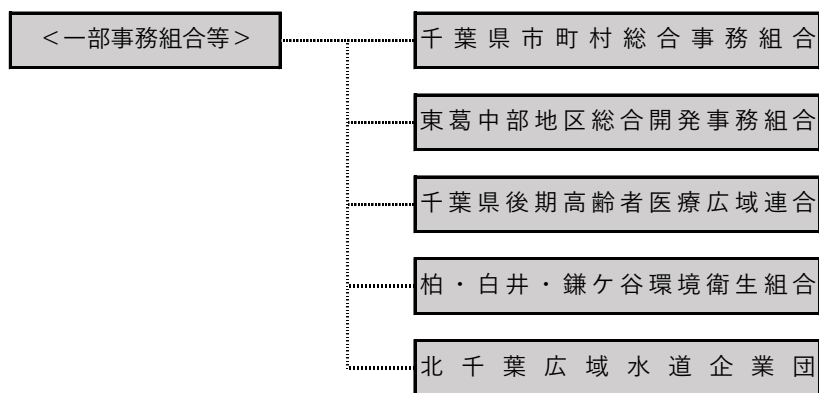 ＜一部事務組合等＞
千葉県市町村総合事務組合
東葛中部地区総合開発事務組合
千葉県後期高齢者医療広域連合
柏・白井・鎌ケ谷環境衛生組合
北千葉広域水道企業団